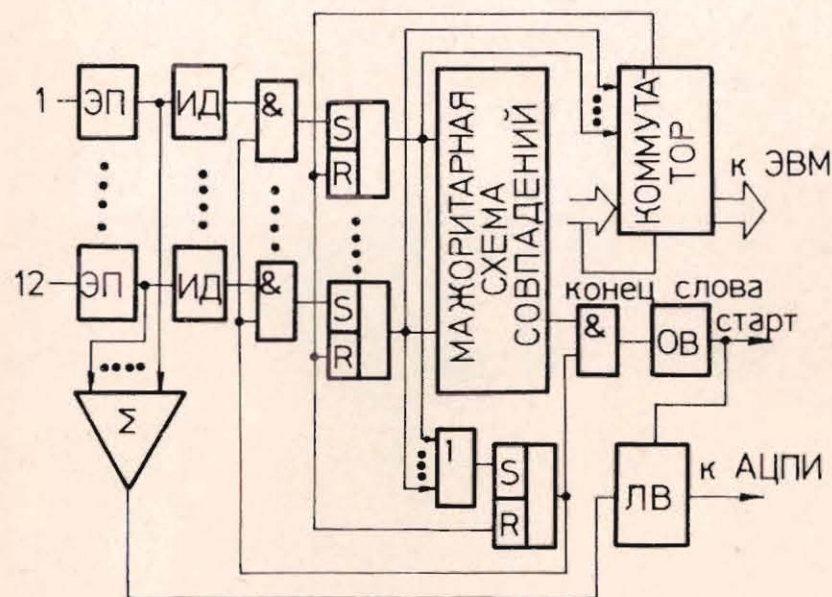 1
ЭП
ИД
&
S
R
МАЖОРИТАРНАЯ
СХЕМА
СОВПАДЕНИЙ
КОММУТА-
ТОР
к ЭВМ
12
ЭП
ИД
&
S
R
конец слова
&
ОВ
старт
Σ
1
S
R
ЛВ
к АЦПИ